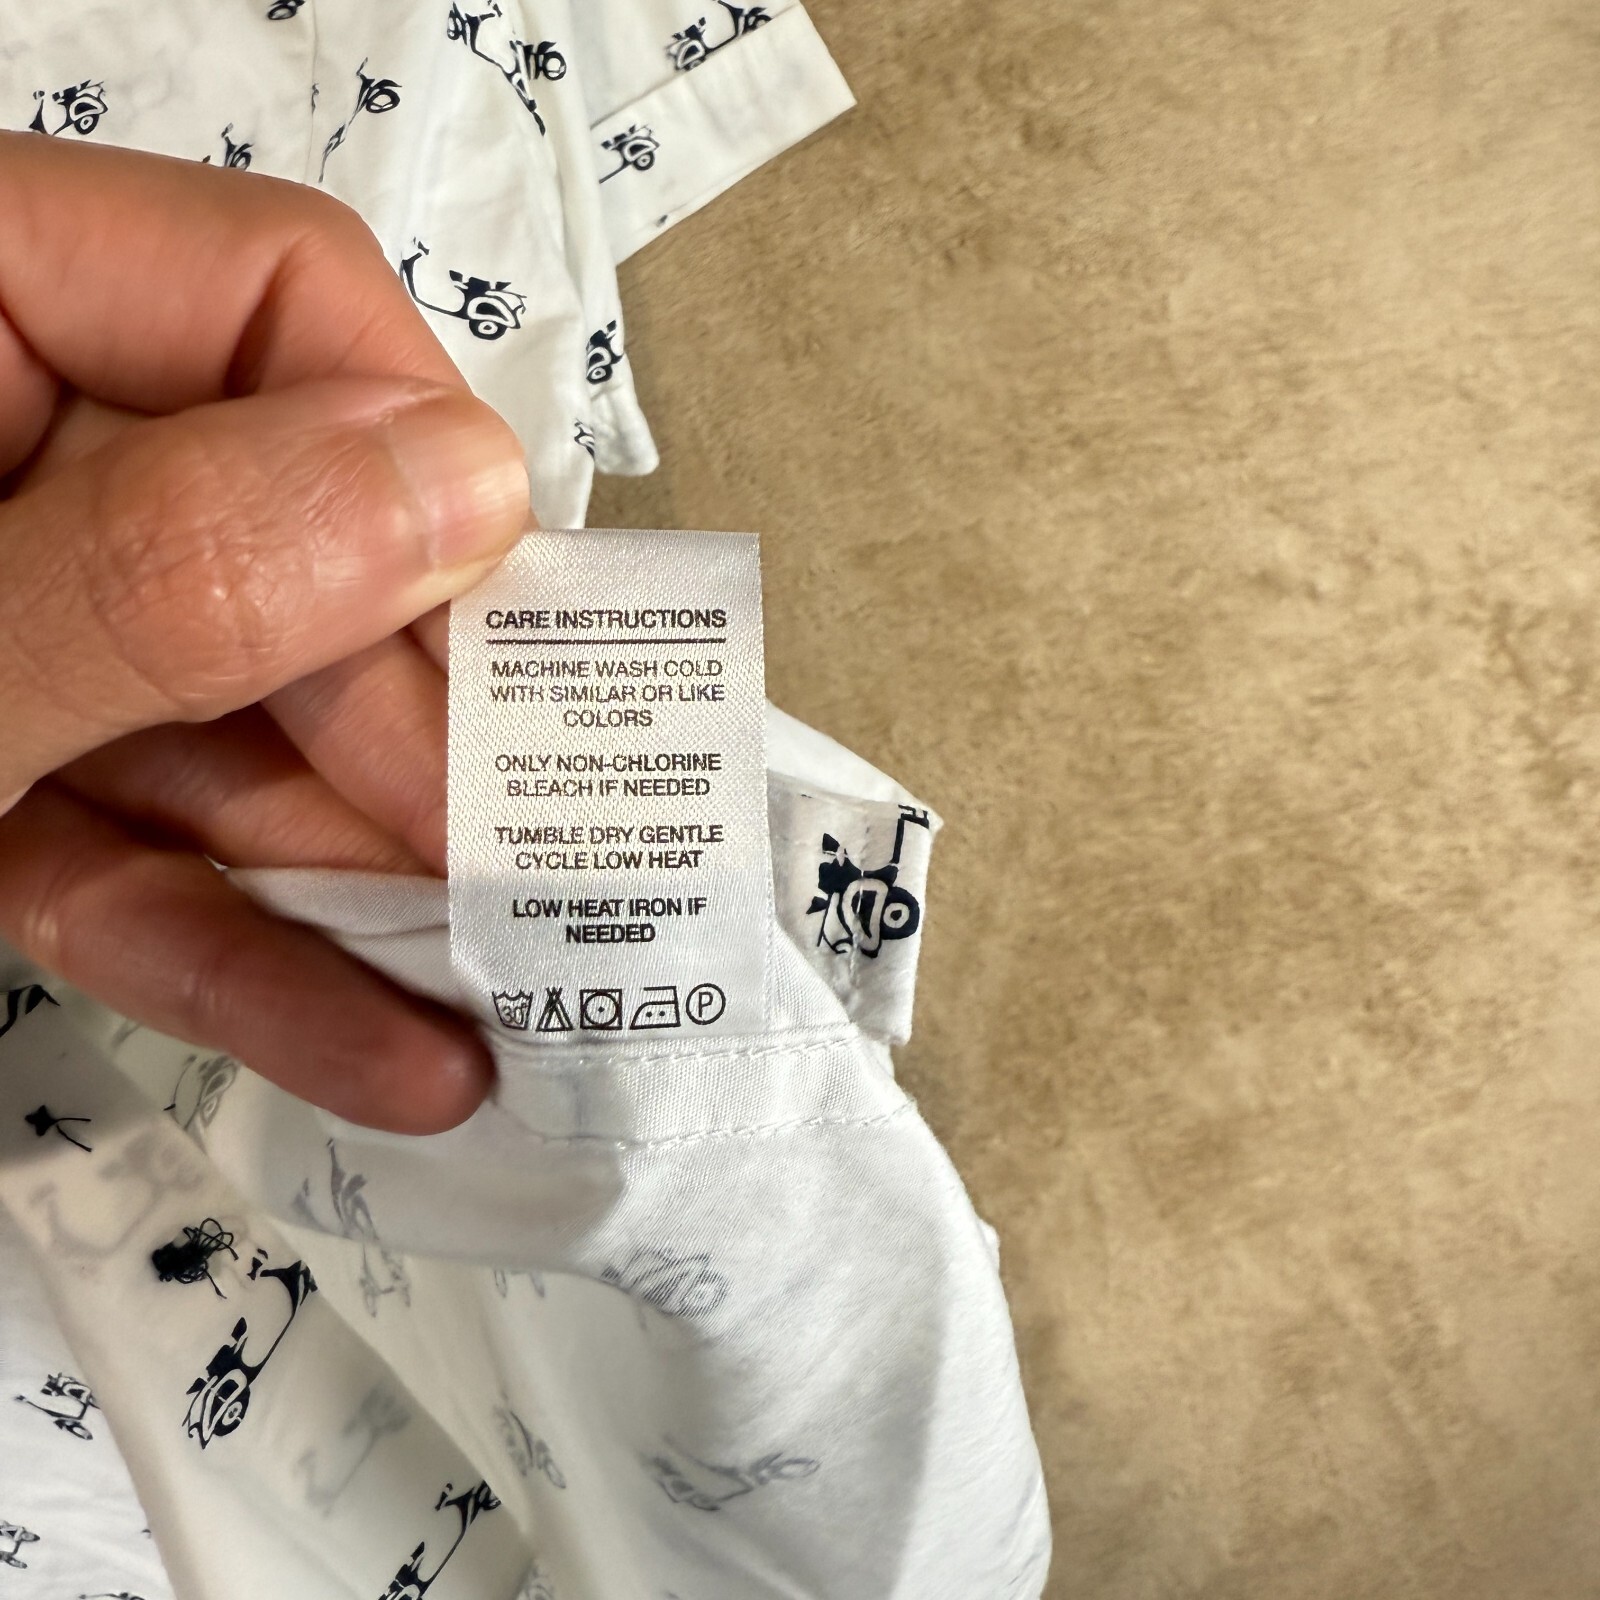 CARE INSTRUCTIONS
MACHINE WASH COLD
WITH SIMILAR OR LIKE
COLORS
ONLY NON-CHLORINE
BLEACH IF NEEDED
TUMBLE DRY GENTLE
CYCLE LOW HEAT
LOW HEAT IRON IF
NEEDED
30° P